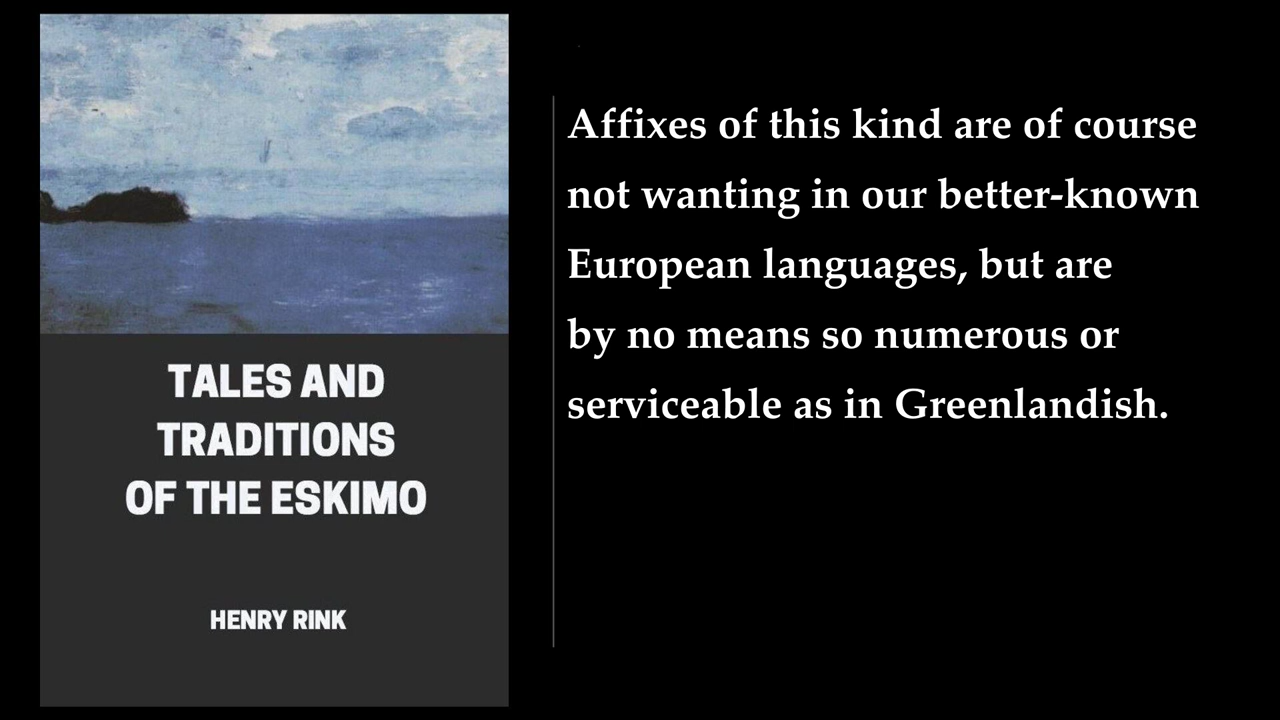 TALES AND
TRADITIONS
OF THE ESKIMO
HENRY RINK
Affixes of this kind are of course
not wanting in our better-known
European languages, but are
by no means so numerous or
serviceable as in Greenlandish.